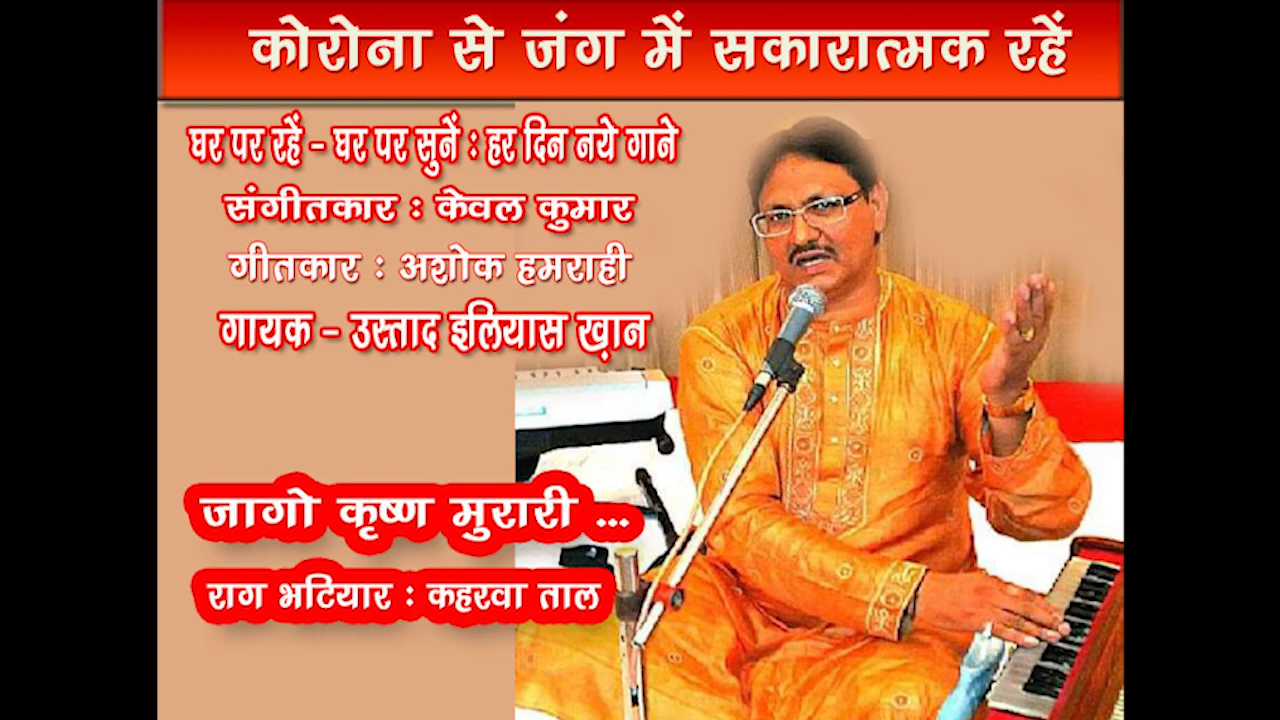 कोरोना से जंग में सकारात्मक रहें
घर पर रहें - घर पर सुनें : हर दिन नये गाने
संगीतकार : केवल कुमार
गीतकार : अशोक हमराही
गायक - उस्ताद इलियास ख़ान
जागो कृष्ण मुरारी ...
राग भटियार : कहरवा ताल